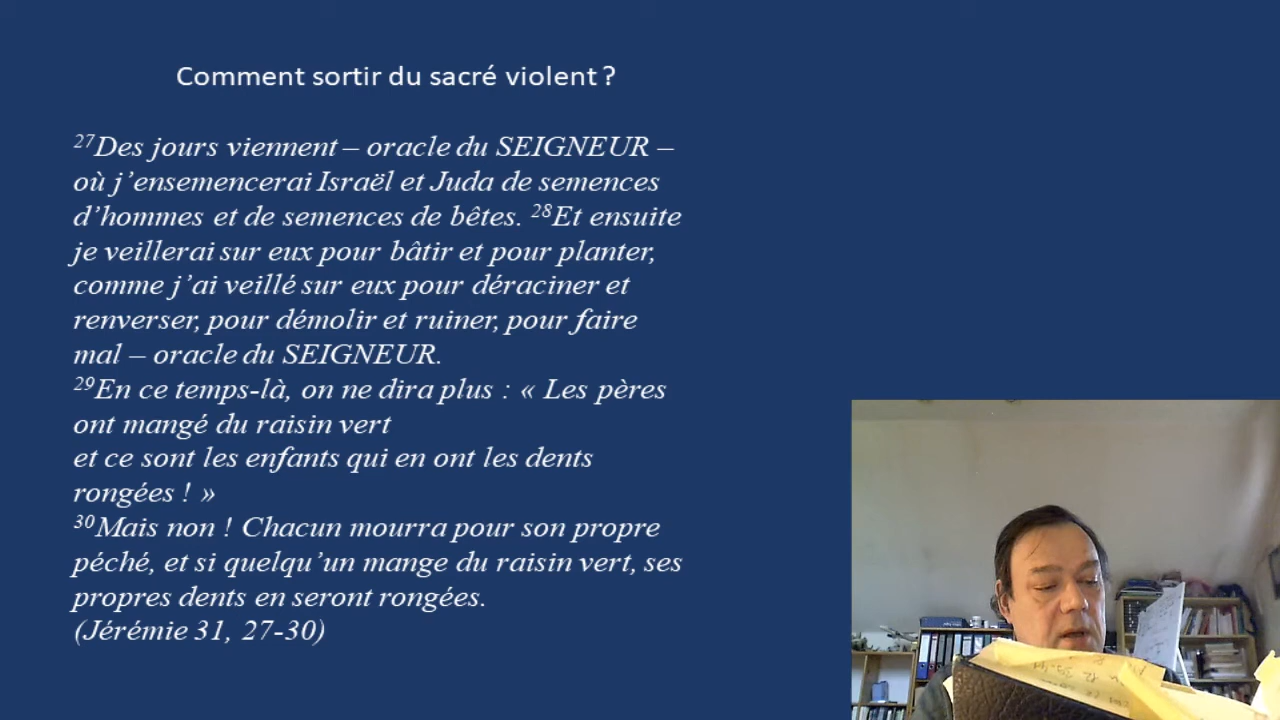 Comment sortir du sacré violent ?
²⁷Des jours viennent – oracle du SEIGNEUR –
où j’ensemencerai Israël et Juda de semences
d’hommes et de semences de bêtes. ²⁸Et ensuite
je veillerai sur eux pour bâtir et pour planter,
comme j’ai veillé sur eux pour déraciner et
renverser, pour démolir et ruiner, pour faire
mal – oracle du SEIGNEUR.
²⁹En ce temps-là, on ne dira plus : « Les pères
ont mangé du raisin vert
et ce sont les enfants qui en ont les dents
rongées ! »
³⁰Mais non ! Chacun mourra pour son propre
péché, et si quelqu’un mange du raisin vert, ses
propres dents en seront rongées.
(Jérémie 31, 27-30)